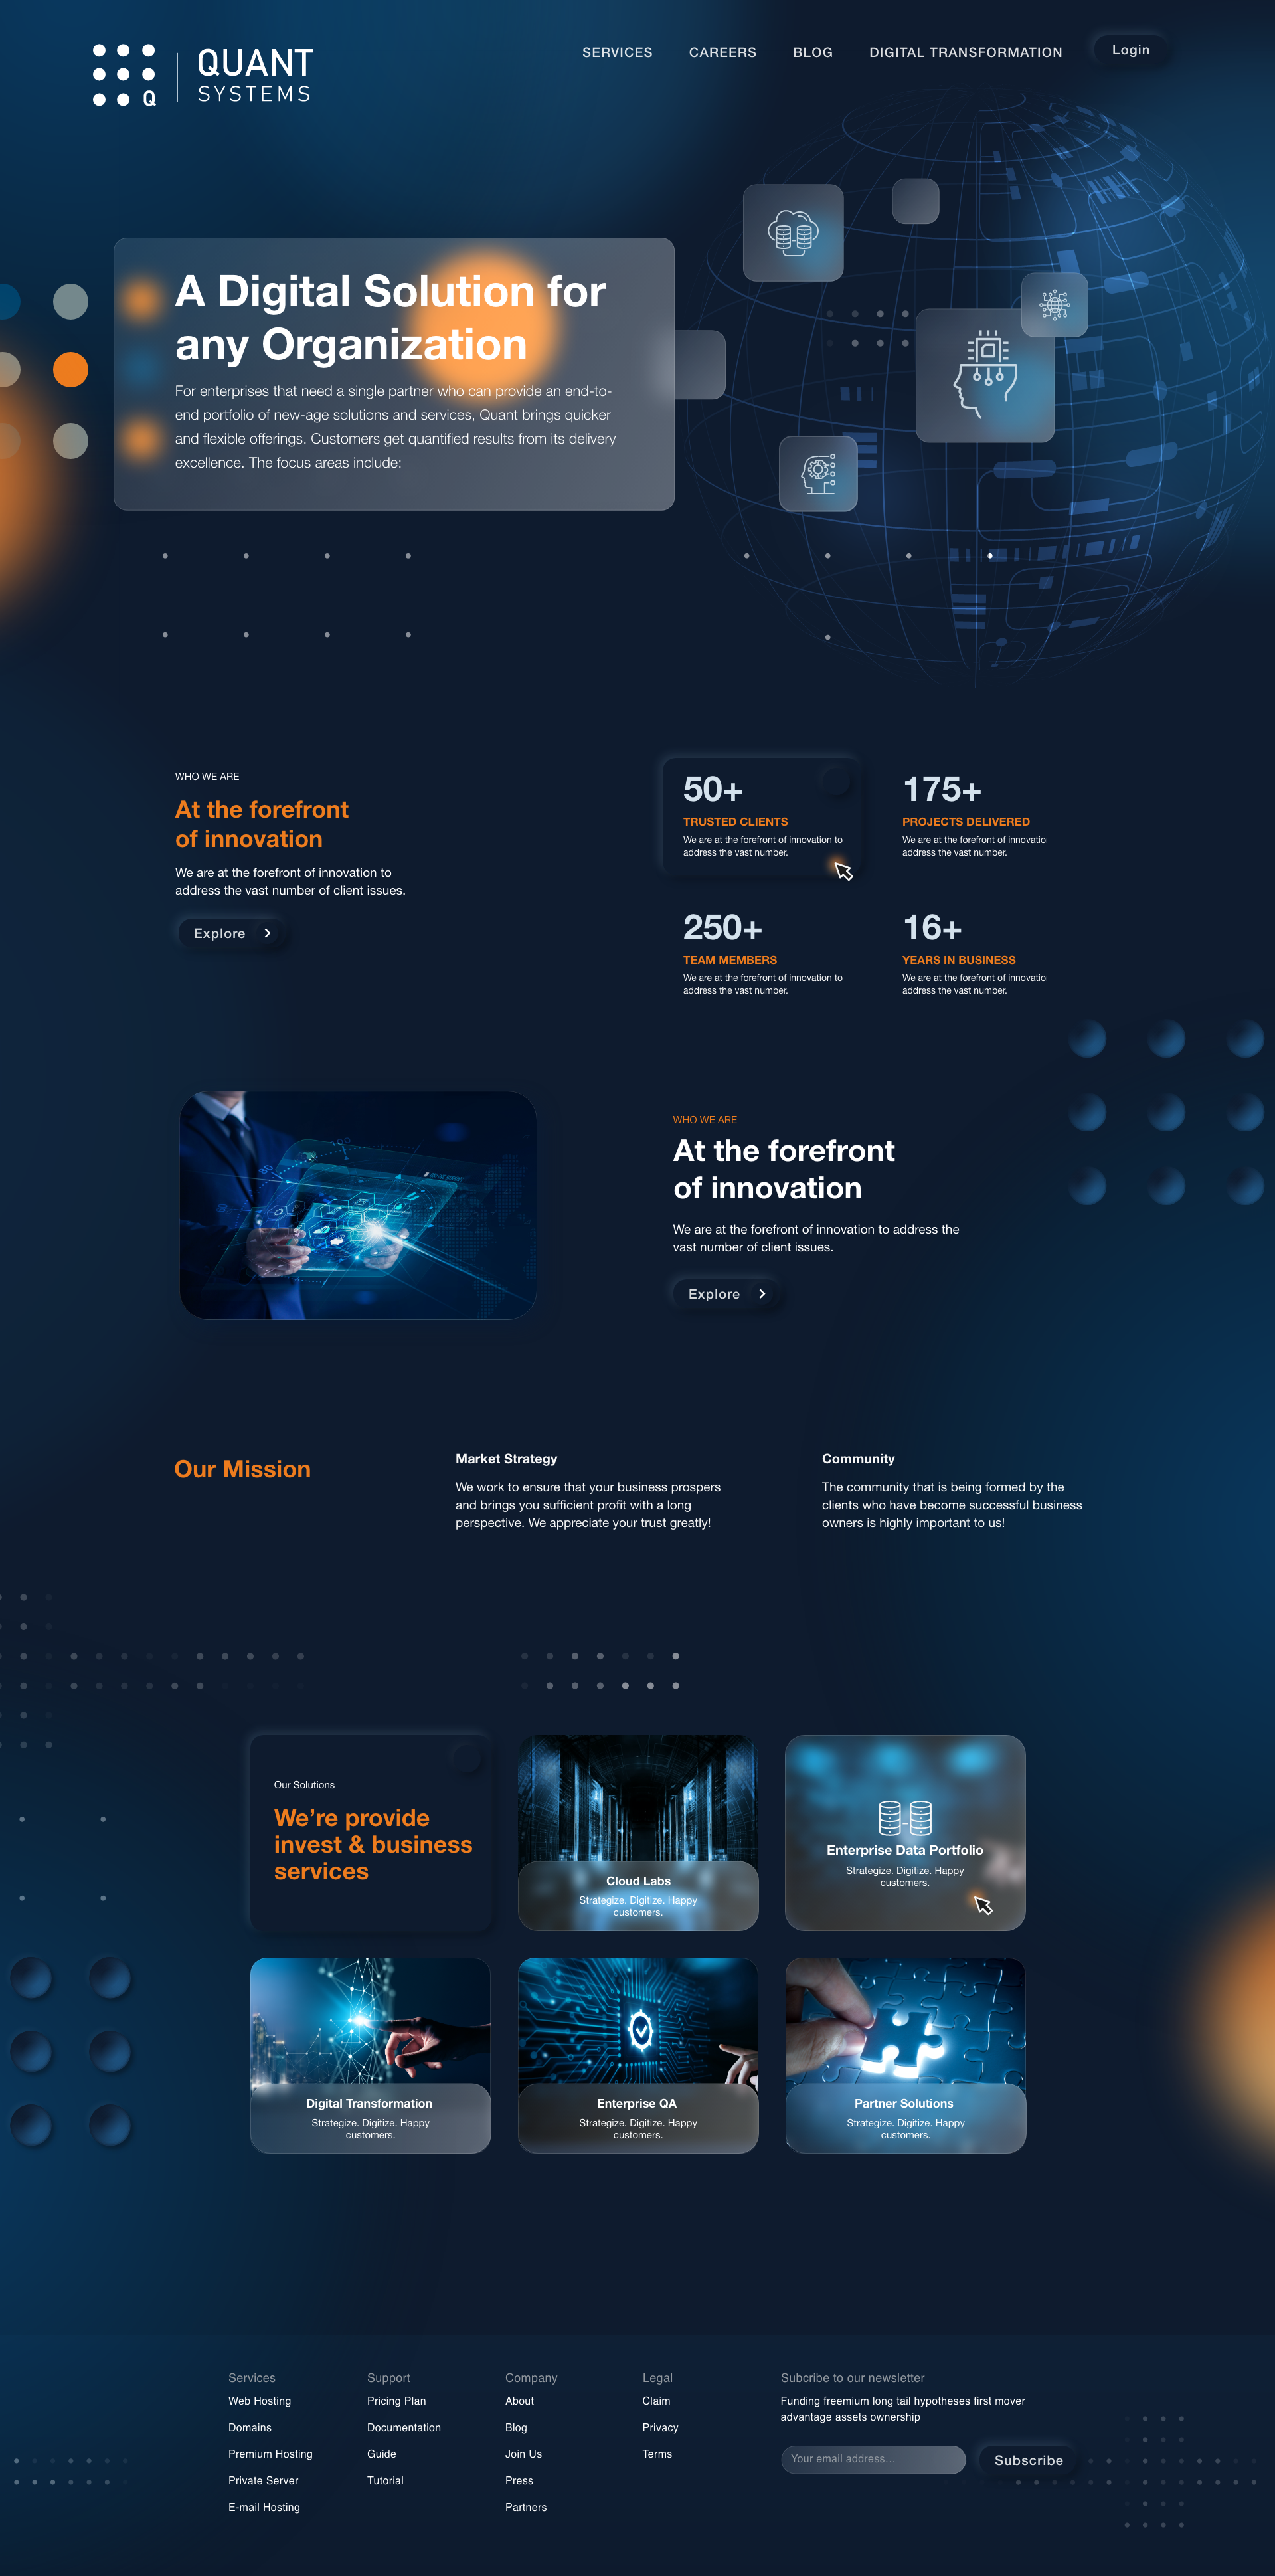 QUANT
SYSTEMS
Q
SERVICES CAREERS BLOG DIGITAL TRANSFORMATION Login
A Digital Solution for
any Organization
For enterprises that need a single partner who can provide an end-to-
end portfolio of new-age solutions and services, Quant brings quicker
and flexible offerings. Customers get quantified results from its delivery
excellence. The focus areas include:
WHO WE ARE
At the forefront
of innovation
We are at the forefront of innovation to
address the vast number of client issues.
Explore
50+
TRUSTED CLIENTS
We are at the forefront of innovation to
address the vast number.
175+
PROJECTS DELIVERED
We are at the forefront of innovation
address the vast number.
250+
TEAM MEMBERS
We are at the forefront of innovation to
address the vast number.
16+
YEARS IN BUSINESS
We are at the forefront of innovation
address the vast number.
WHO WE ARE
At the forefront
of innovation
We are at the forefront of innovation to address the
vast number of client issues.
Explore
Our Mission
Market Strategy
We work to ensure that your business prospers
and brings you sufficient profit with a long
perspective. We appreciate your trust greatly!
Community
The community that is being formed by the
clients who have become successful business
owners is highly important to us!
Our Solutions
We're provide
invest & business
services
Cloud Labs
Strategize. Digitize. Happy
customers.
Enterprise Data Portfolio
Strategize. Digitize. Happy
customers.
Digital Transformation
Strategize. Digitize. Happy
customers.
Enterprise QA
Strategize. Digitize. Happy
customers.
Partner Solutions
Strategize. Digitize. Happy
customers.
Services
Web Hosting
Domains
Premium Hosting
Private Server
E-mail Hosting
Support
Pricing Plan
Documentation
Guide
Tutorial
Company
About
Blog
Join Us
Press
Partners
Legal
Claim
Privacy
Terms
Subcribe to our newsletter
Funding freemium long tail hypotheses first mover
advantage assets ownership
Your email address...
Subscribe